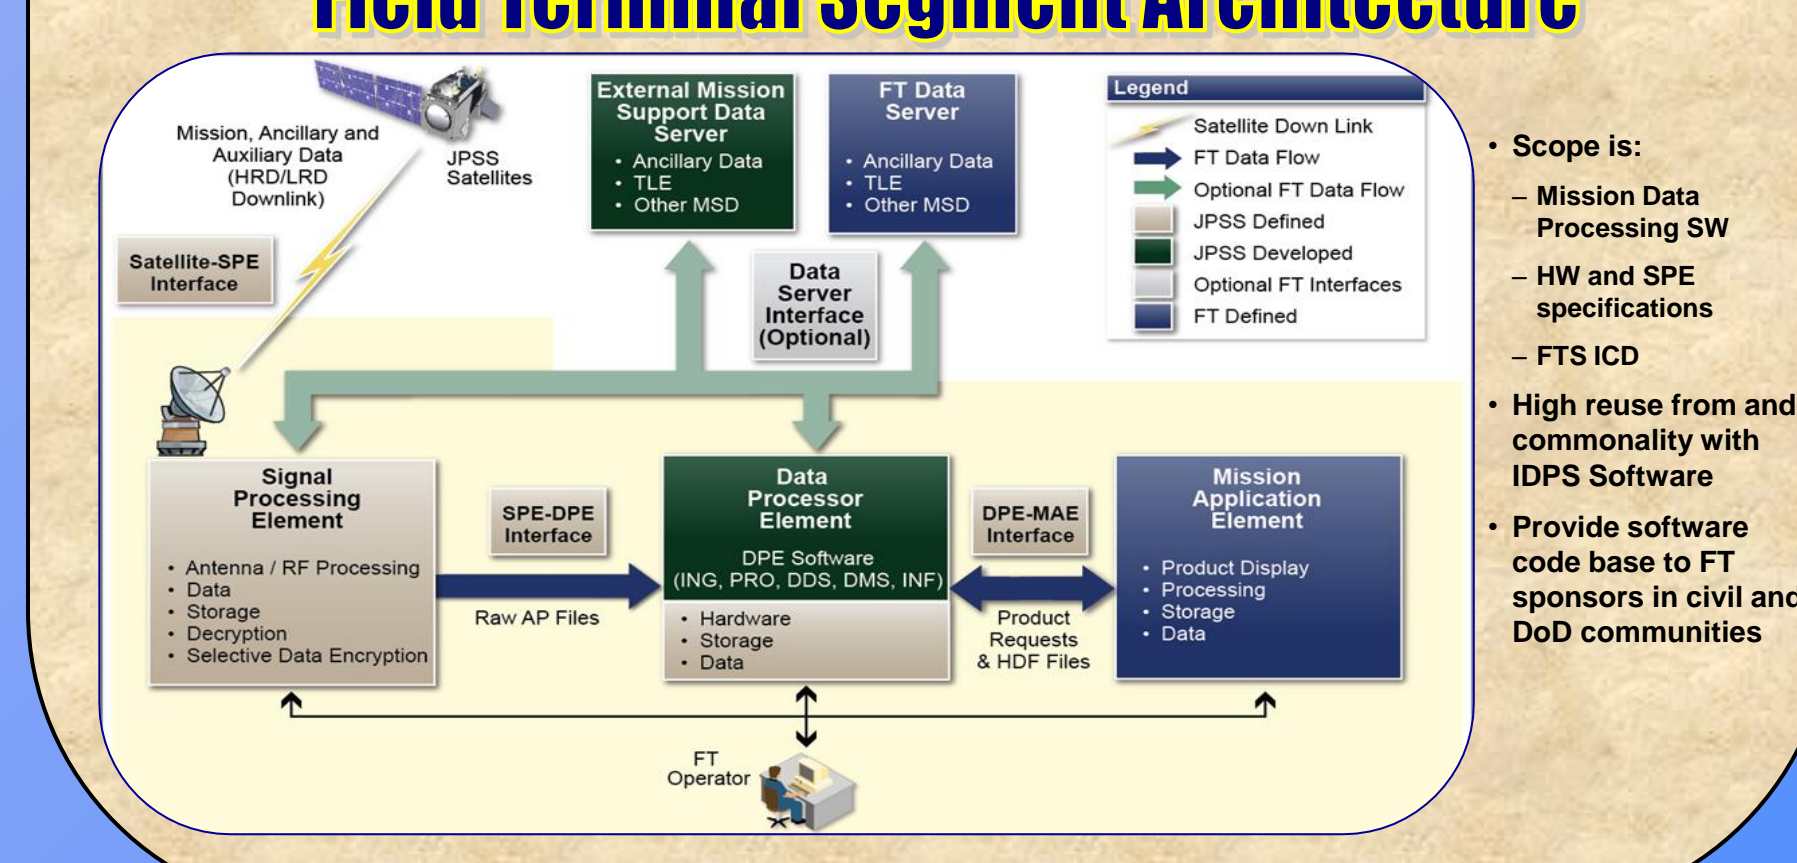 Field Terminal Segment Architecture
Mission, Ancillary and
Auxiliary Data
(HRD/LRD
Downlink)
JPSS
Satellites
External Mission
Support Data
Server
• Ancillary Data
• TLE
• Other MSD
FT Data
Server
• Ancillary Data
• TLE
• Other MSD
Legend
Satellite Down Link
FT Data Flow
Optional FT Data Flow
JPSS Defined
JPSS Developed
Optional FT Interfaces
FT Defined
Satellite-SPE
Interface
Data
Server
Interface
(Optional)
Signal
Processing
Element
• Antenna / RF Processing
• Data
• Storage
• Decryption
• Selective Data Encryption
SPE-DPE
Interface
Raw AP Files
Data
Processor
Element
DPE Software
(ING, PRO, DDS, DMS, INF)
• Hardware
• Storage
• Data
DPE-MAE
Interface
Product
Requests
& HDF Files
Mission
Application
Element
• Product Display
• Processing
• Storage
• Data
FT
Operator
• Scope is:
– Mission Data
Processing SW
– HW and SPE
specifications
– FTS ICD
• High reuse from and
commonality with
IDPS Software
• Provide software
code base to FT
sponsors in civil and
DoD communities